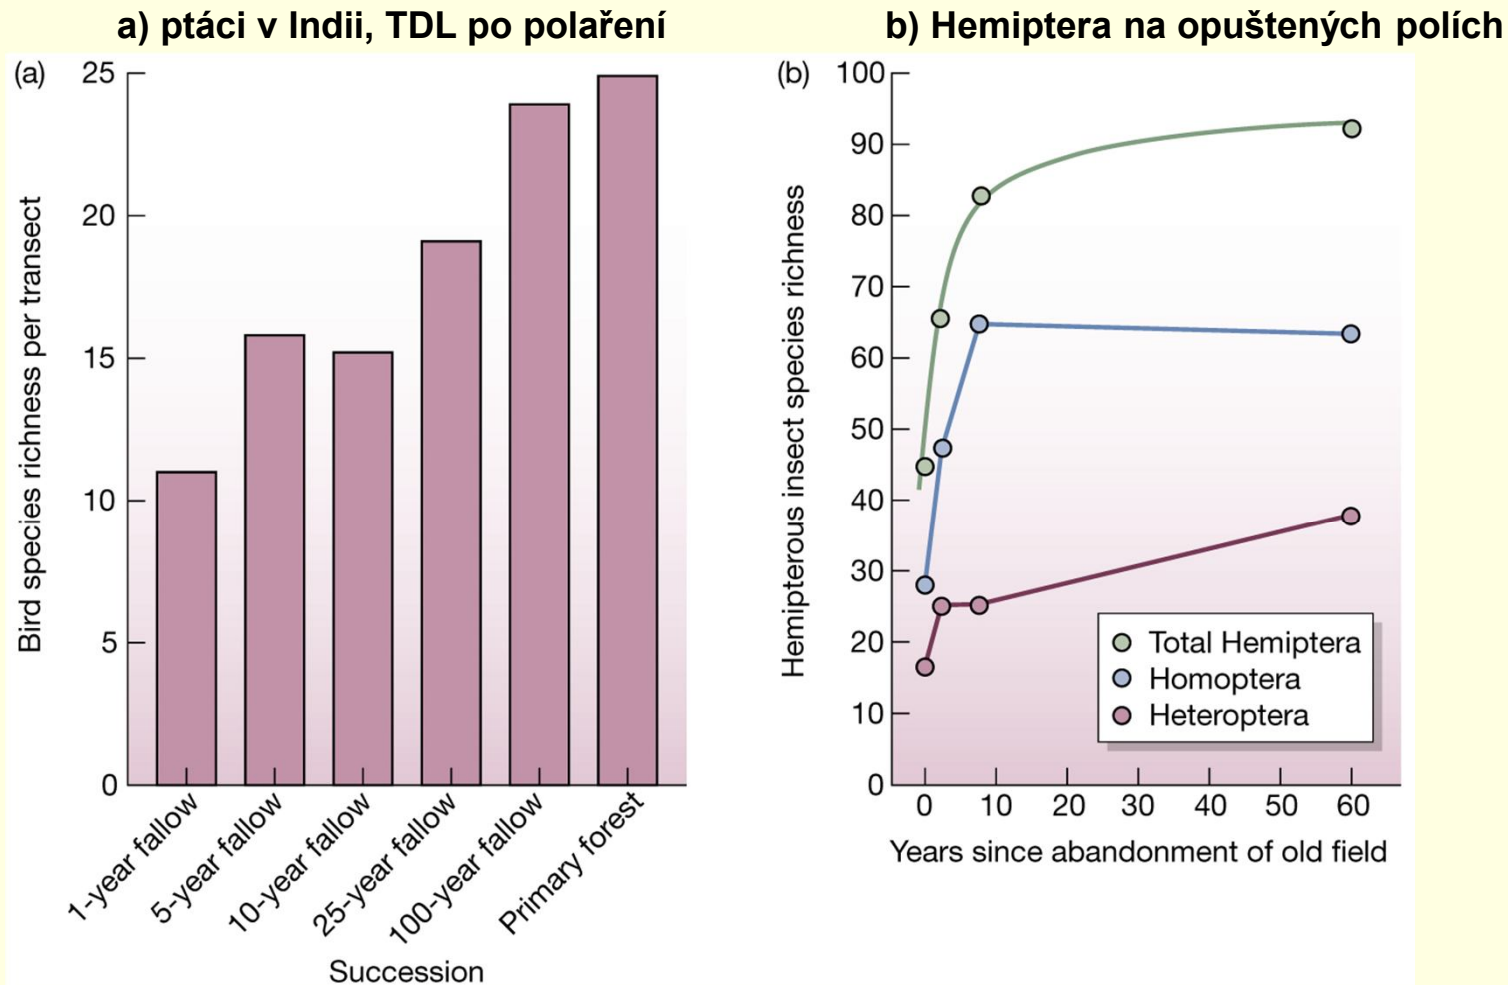 a) ptáci v Indii, TDL po polaření
b) Hemiptera na opuštených polích
(a)
Bird species richness per transect
25
20
15
10
5
0
1-year fallow
5-year fallow
10-year fallow
25-year fallow
100-year fallow
Primary forest
Succession
(b)
Hemipterous insect species richness
100
90
80
70
60
50
40
30
20
10
0
Total Hemiptera
Homoptera
Heteroptera
0 10 20 30 40 50 60
Years since abandonment of old field